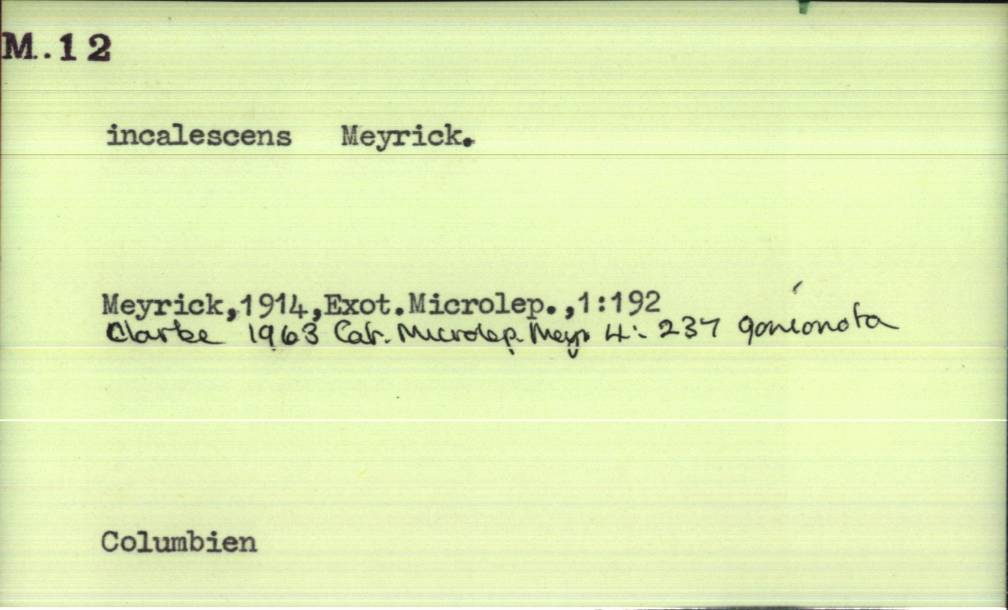 M.12
incalescens Meyrick.
Meyrick,1914,Exot.Microlep.,1:192
Clarke 1963 Cat. Microlep. Meyr 4: 237 gonionota
Columbien